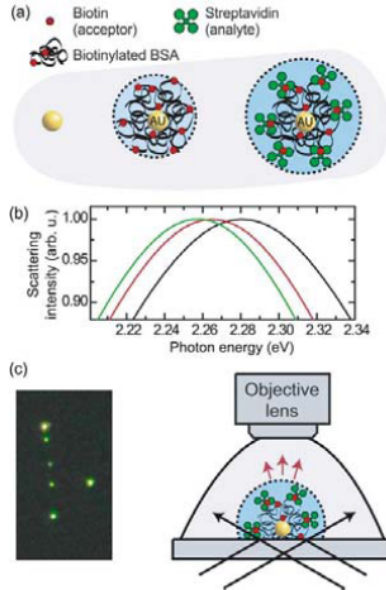 (a)
Biotin
(acceptor)
Streptavidin
(analyte)
Biotinylated BSA
AU
AU
(b)
Scattering
intensity (arb. u.)
1.00
0.95
0.90
2.22 2.24 2.26 2.28 2.30 2.32 2.34
Photon energy (eV)
(c)
Objective
lens